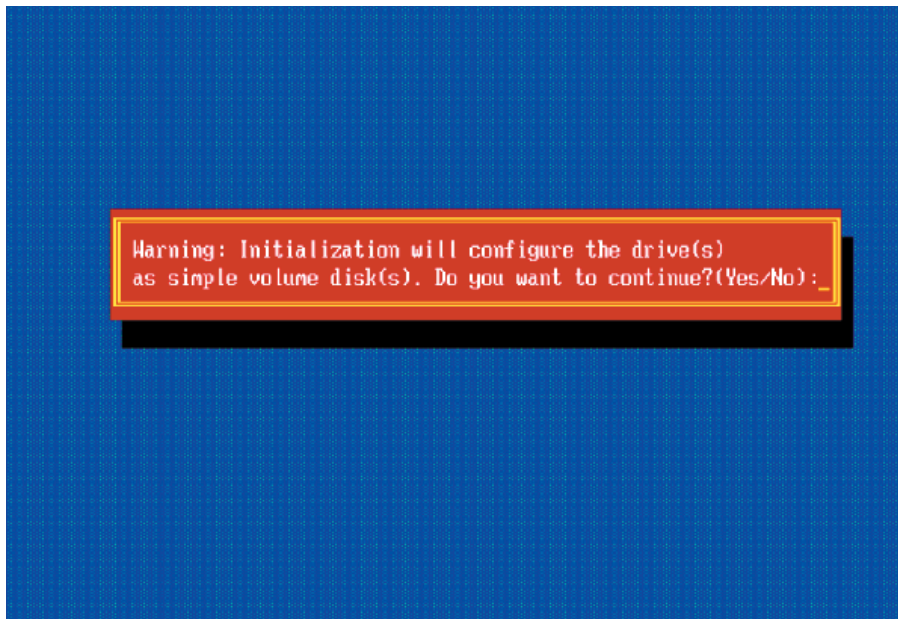 Warning: Initialization will configure the drive(s)
as simple volume disk(s). Do you want to continue?(Yes/No):_